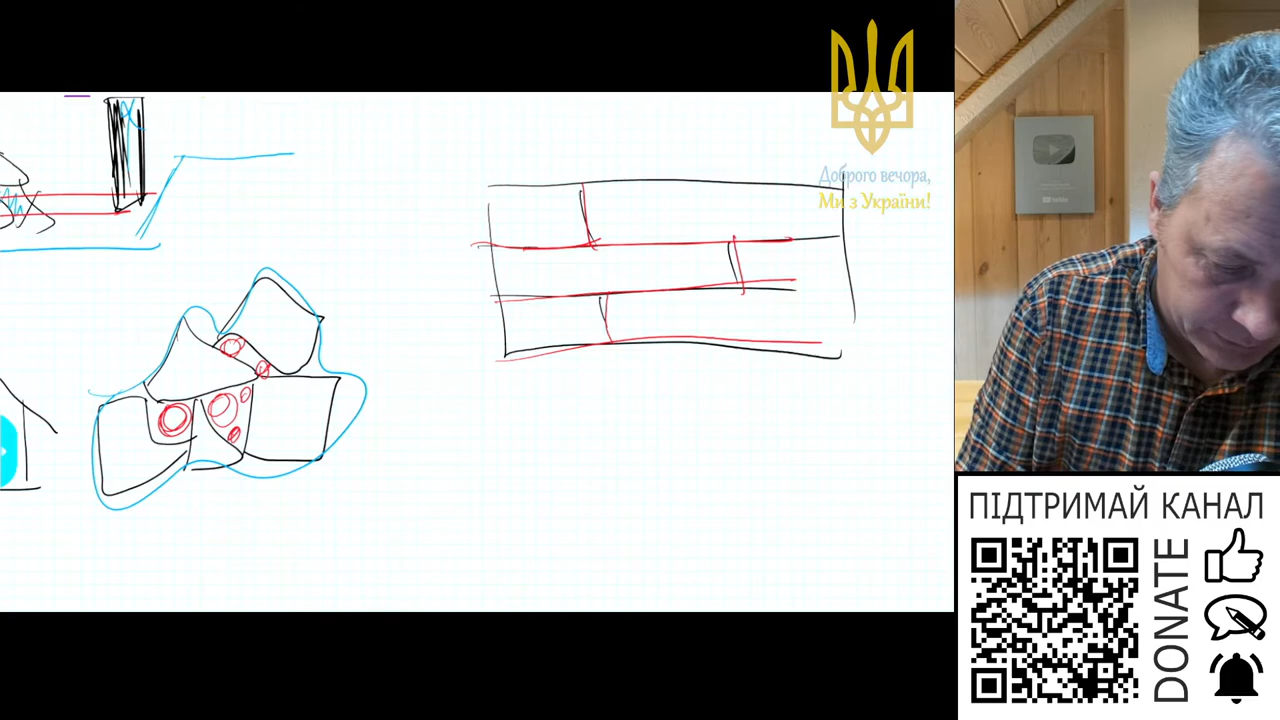 Доброго вечора,
Ми з України!
ПІДТРИМАЙ КАНАЛ
DONATE